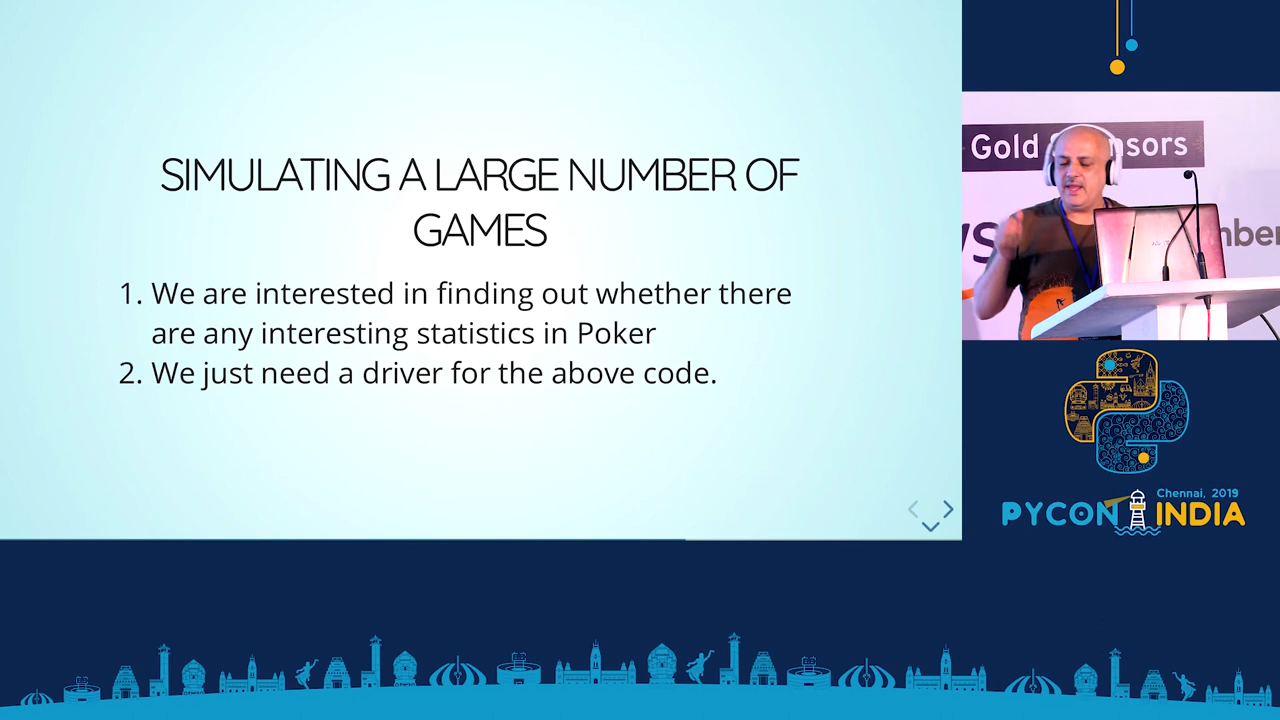 SIMULATING A LARGE NUMBER OF
GAMES
1. We are interested in finding out whether there
are any interesting statistics in Poker
2. We just need a driver for the above code.
Gold
Chennai, 2019
PYCON INDIA